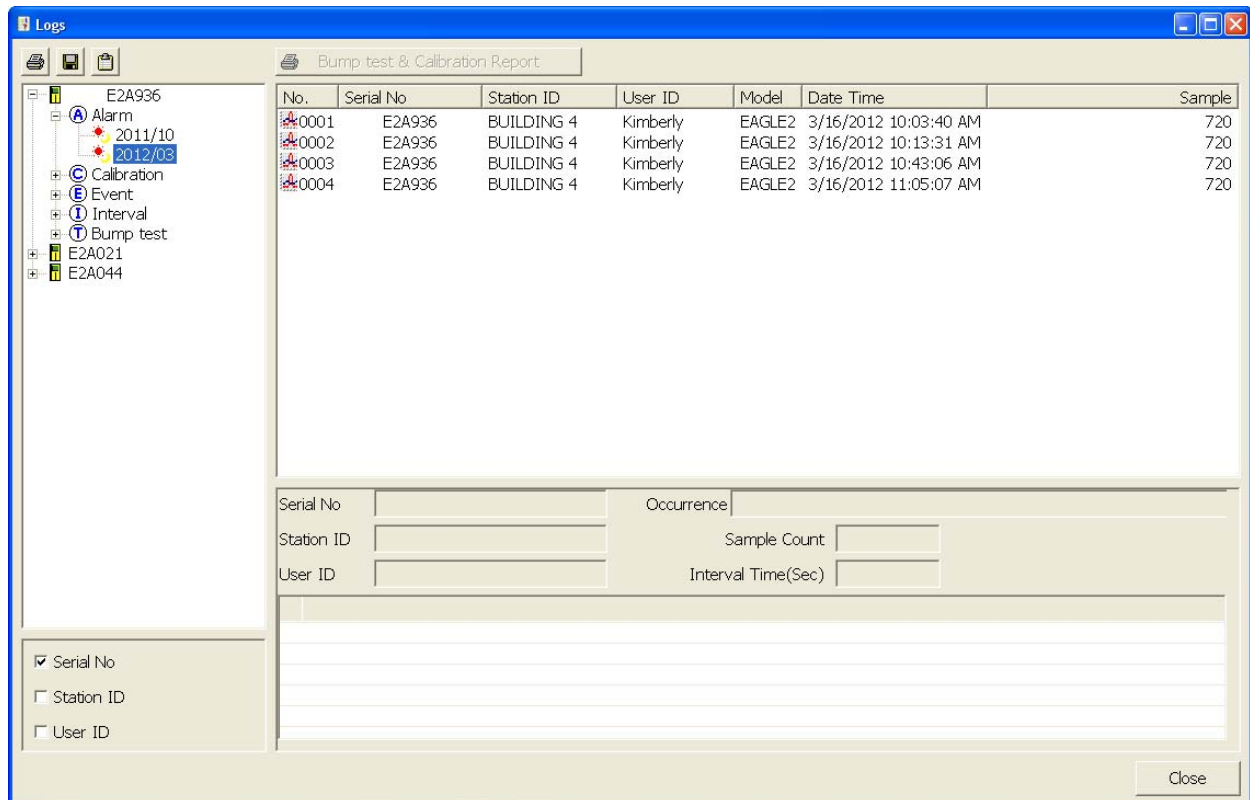 Logs
Bump test & Calibration Report
E2A936
A Alarm
2011/10
2012/03
C Calibration
E Event
I Interval
T Bump test
E2A021
E2A044
No. Serial No Station ID User ID Model Date Time Sample
0001 E2A936 BUILDING 4 Kimberly EAGLE2 3/16/2012 10:03:40 AM 720
0002 E2A936 BUILDING 4 Kimberly EAGLE2 3/16/2012 10:13:31 AM 720
0003 E2A936 BUILDING 4 Kimberly EAGLE2 3/16/2012 10:43:06 AM 720
0004 E2A936 BUILDING 4 Kimberly EAGLE2 3/16/2012 11:05:07 AM 720
Serial No Occurrence
Station ID Sample Count
User ID Interval Time(Sec)
Serial No
Station ID
User ID
Close